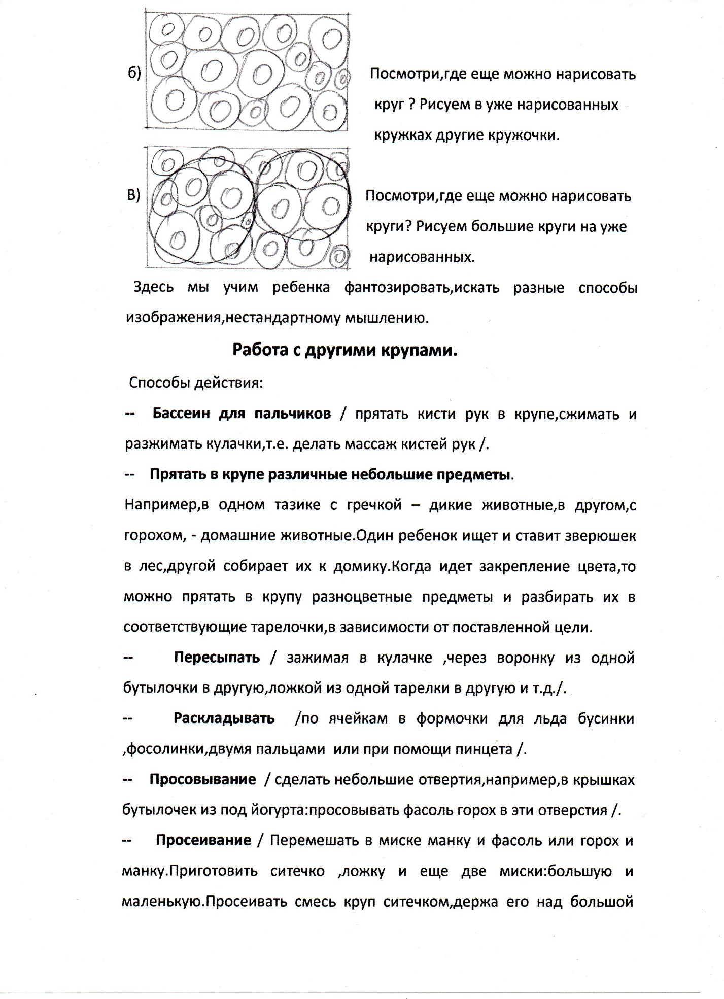 б) Посмотри,где еще можно нарисовать
круг ? Рисуем в уже нарисованных
кружках другие кружочки.
В) Посмотри,где еще можно нарисовать
круги? Рисуем большие круги на уже
нарисованных.
Здесь мы учим ребенка фантозировать,искать разные способы
изображения,нестандартному мышлению.
Работа с другими крупами.
Способы действия:
-- Бассеин для пальчиков / прятать кисти рук в крупе,сжимать и
разжимать кулачки,т.е. делать массаж кистей рук /.
-- Прятать в крупе различные небольшие предметы.
Например,в одном тазике с гречкой – дикие животные,в другом,с
горохом, - домашние животные.Один ребенок ищет и ставит зверюшек
в лес,другой собирает их к домику.Когда идет закрепление цвета,то
можно прятать в крупу разноцветные предметы и разбирать их в
соответствующие тарелочки,в зависимости от поставленной цели.
-- Пересыпать / зажимая в кулачке ,через воронку из одной
бутылочки в другую,ложкой из одной тарелки в другую и т.д./.
-- Раскладывать /по ячейкам в формочки для льда бусинки
,фосолинки,двумя пальцами или при помощи пинцета /.
-- Просовывание / сделать небольшие отвертия,например,в крышках
бутылочек из под йогурта:просовывать фасоль горох в эти отверстия /.
-- Просеивание / Перемешать в миске манку и фасоль или горох и
манку.Приготовить ситечко ,ложку и еще две миски:большую и
маленькую.Просеивать смесь круп ситечком,держа его над большой